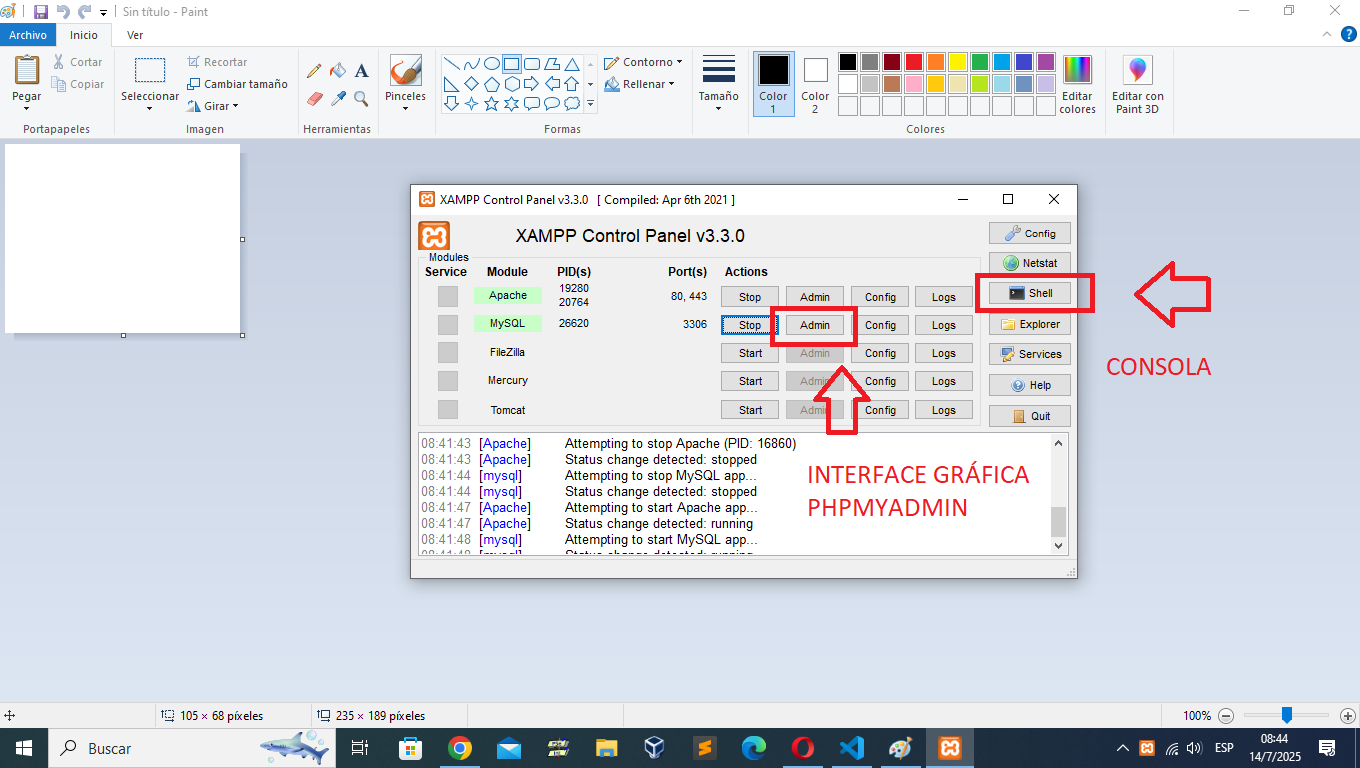 Sin título - Paint
Archivo
Inicio
Ver
Pegar
Cortar
Copiar
Portapapeles
Seleccionar
Recortar
Cambiar tamaño
Girar
Imagen
A
Herramientas
Pinceles
Contorno
Rellenar
Formas
Tamaño
Color
1
Color
2
Editar
colores
Colores
Editar con
Paint 3D
XAMPP Control Panel v3.3.0 [ Compiled: Apr 6th 2021 ]
XAMPP Control Panel v3.3.0
Modules
Service Module PID(s) Port(s) Actions
Apache 19280
20764 80, 443 Stop Admin Config Logs
MySQL 26620 3306 Stop Admin Config Logs
FileZilla Start Admin Config Logs
Mercury Start Admin Config Logs
Tomcat Start Admin Config Logs
Config
Netstat
Shell
Explorer
Services
Help
Quit
CONSOLA
08:41:43 [Apache] Attempting to stop Apache (PID: 16860)
08:41:43 [Apache] Status change detected: stopped
08:41:44 [mysql] Attempting to stop MySQL app...
08:41:44 [mysql] Status change detected: stopped
08:41:47 [Apache] Attempting to start Apache app...
08:41:47 [Apache] Status change detected: running
08:41:48 [mysql] Attempting to start MySQL app...
08:41:48 [mysql] Status change detected: running
INTERFACE GRÁFICA
PHPMYADMIN
105 × 68 píxeles
235 × 189 píxeles
100%
Buscar
ESP
08:44
14/7/2025